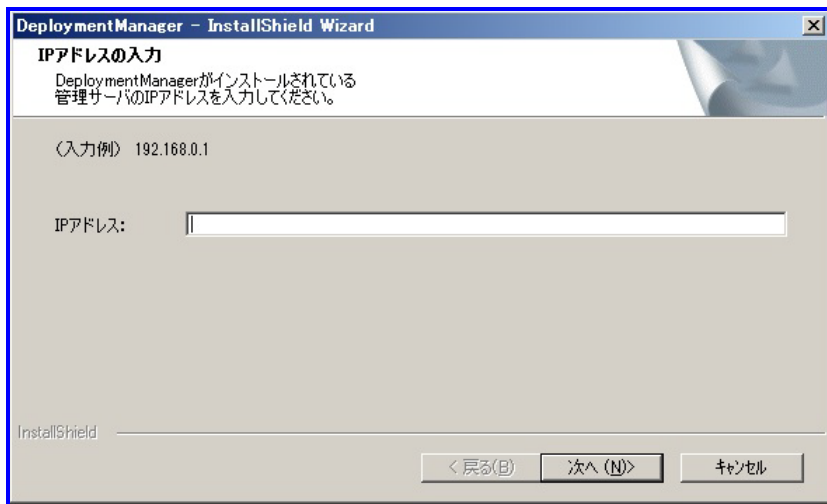 DeploymentManager - InstallShield Wizard
IPアドレスの入力
DeploymentManagerがインストールされている
管理サーバのIPアドレスを入力してください。
(入力例) 192.168.0.1
IPアドレス:
InstallShield
< 戻る(B)
次へ (N)>
キャンセル